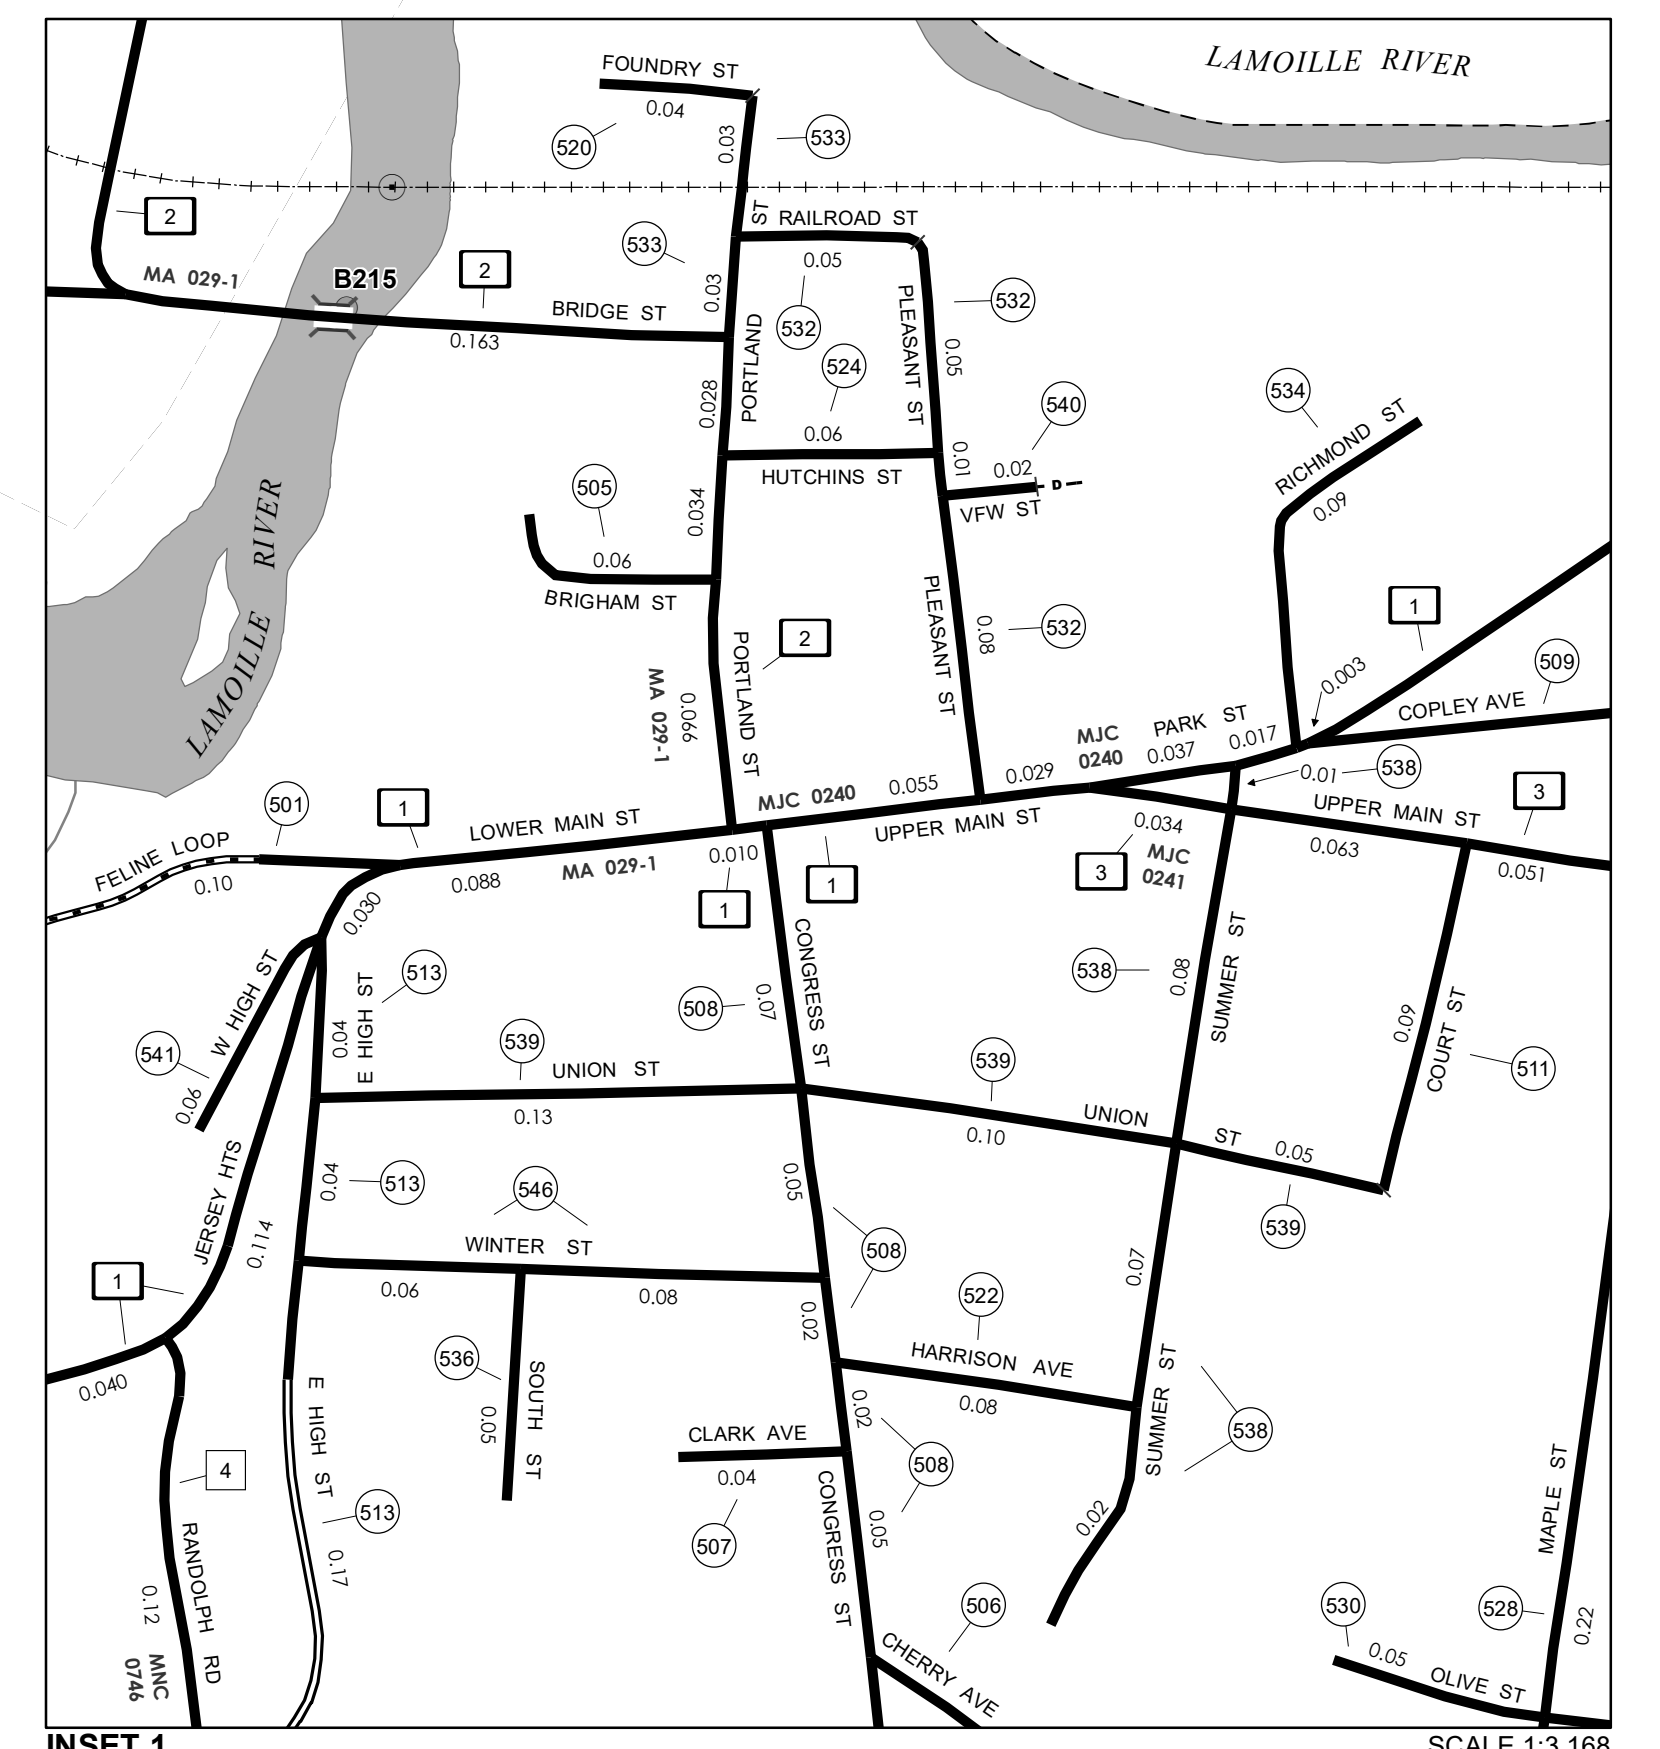 LAMOILLE RIVER
FOUNDRY ST
0.04
520
0.03
533
2
ST
RAILROAD ST
533
0.05
MA 029-1
B215
2
0.03
BRIDGE ST
0.163
532
PLEASANT ST
532
0.05
PORTLAND
524
0.028
0.06
HUTCHINS ST
540
0.01
0.02
D
VFW ST
534
RICHMOND ST
0.09
505
0.06
BRIGHAM ST
0.034
LAMOILLE RIVER
2
PORTLAND ST
MA 029-1
0.096
PLEASANT ST
0.08
532
1
0.003
509
COPLEY AVE
PARK ST
MJC
0240
0.037
0.017
0.01
538
3
UPPER MAIN ST
501
1
FELINE LOOP
0.10
LOWER MAIN ST
MA 029-1
0.088
MJC 0240
0.055
0.029
UPPER MAIN ST
0.010
1
1
0.034
3
MJC
0241
0.063
0.051
0.030
W HIGH ST
541
0.06
513
E HIGH ST
0.04
539
UNION ST
0.13
508
0.07
CONGRESS ST
538
0.08
SUMMER ST
0.09
COURT ST
511
539
UNION ST
0.10
0.05
539
JERSEY HTS
0.114
0.04
513
546
WINTER ST
0.06
0.08
0.05
508
0.02
0.07
522
HARRISON AVE
0.08
1
0.040
536
SOUTH ST
0.05
E HIGH ST
513
0.17
4
RANDOLPH RD
0.12
MNC
0746
CLARK AVE
0.04
507
0.02
508
0.05
CONGRESS ST
SUMMER ST
538
0.02
506
CHERRY AVE
MAPLE ST
528
0.22
530
0.05
OLIVE ST
INSET 1
SCALE 1:3,168